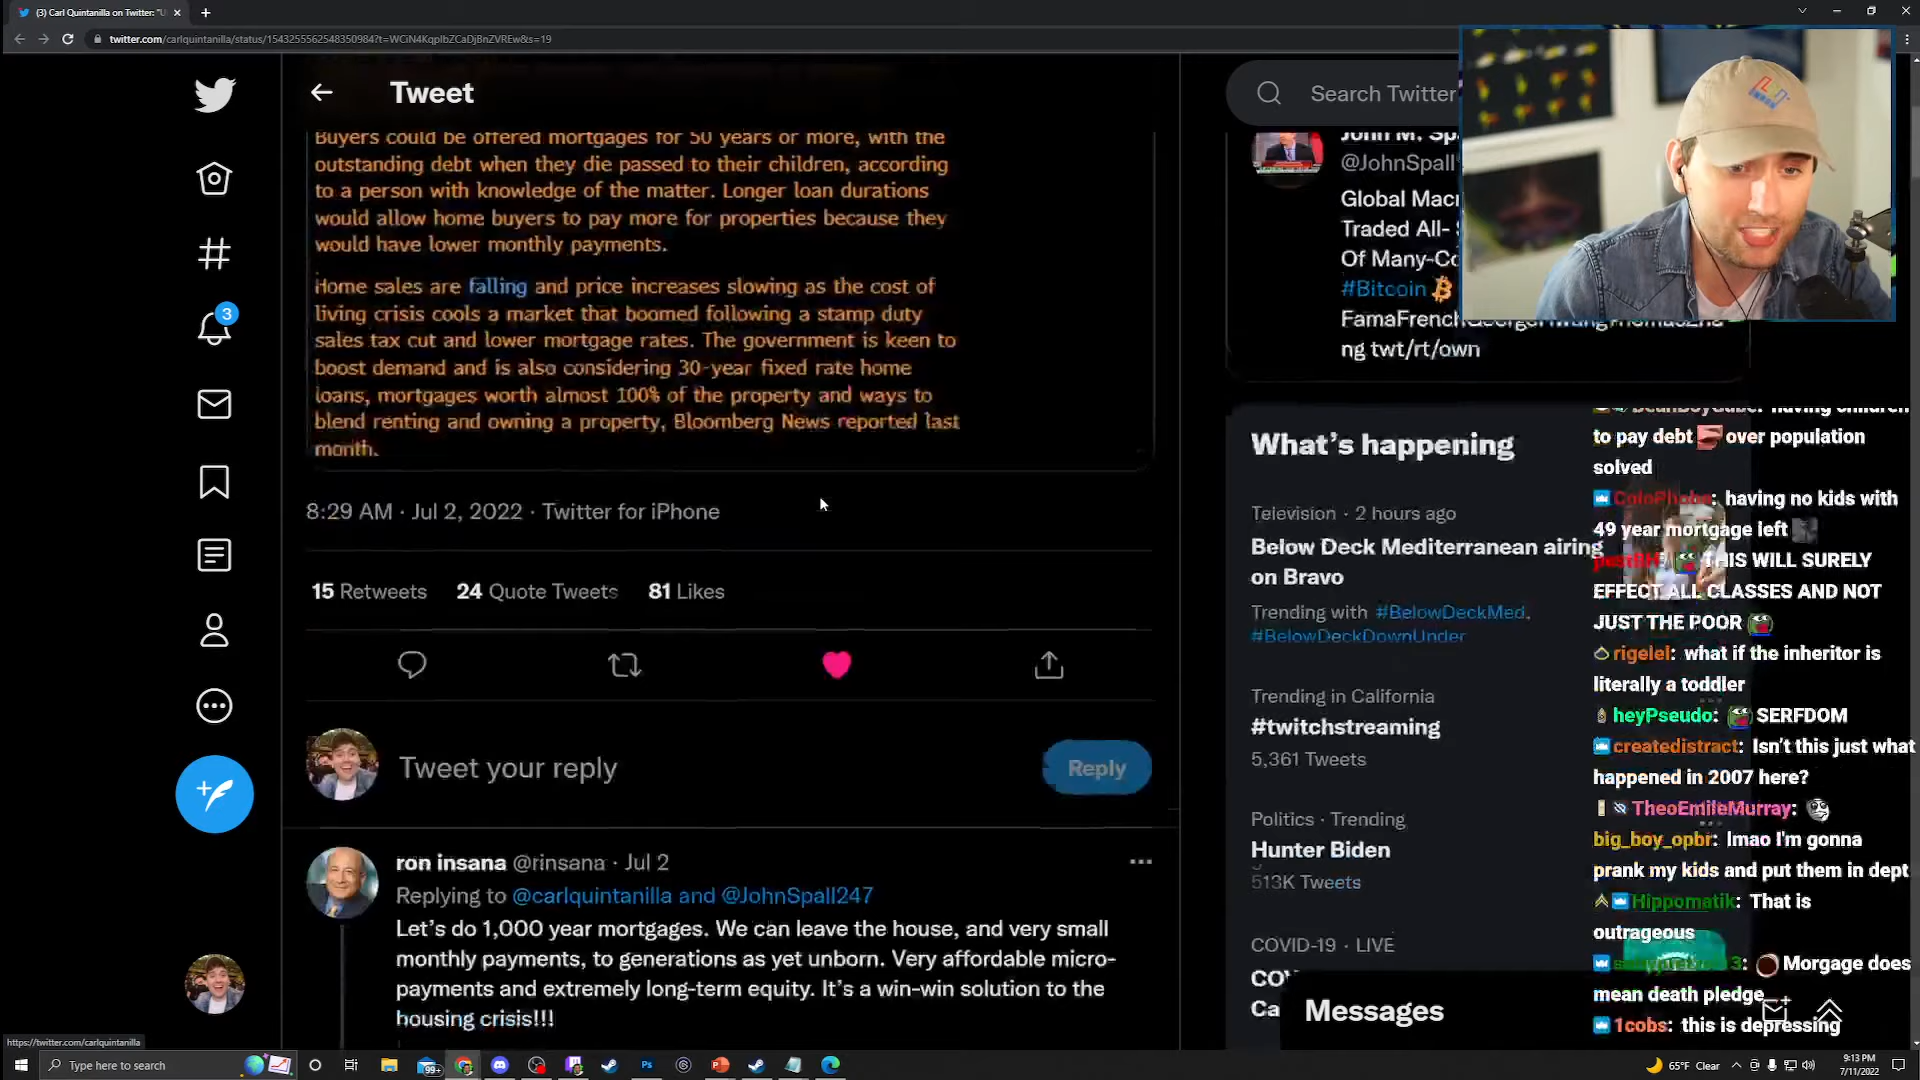 (3) Carl Quintanilla on Twitter: "U
twitter.com/carlquintanilla/status/1543255562548350984?t=WCiN4KqpIbZCaDjBnZVREw&s=19
Tweet
Search Twitter
Buyers could be offered mortgages for 50 years or more, with the
outstanding debt when they die passed to their children, according
to a person with knowledge of the matter. Longer loan durations
would allow home buyers to pay more for properties because they
would have lower monthly payments.
Home sales are falling and price increases slowing as the cost of
living crisis cools a market that boomed following a stamp duty
sales tax cut and lower mortgage rates. The government is keen to
boost demand and is also considering 30-year fixed rate home
loans, mortgages worth almost 100% of the property and ways to
blend renting and owning a property, Bloomberg News reported last
month.
8:29 AM · Jul 2, 2022 · Twitter for iPhone
15 Retweets 24 Quote Tweets 81 Likes
3
Tweet your reply
Reply
ron insana @rinsana · Jul 2
Replying to @carlquintanilla and @JohnSpall247
Let's do 1,000 year mortgages. We can leave the house, and very small
monthly payments, to generations as yet unborn. Very affordable micro-
payments and extremely long-term equity. It's a win-win solution to the
housing crisis!!!
John M. Sp
@JohnSpall
Global Mac
Traded All-
Of Many-Co
#Bitcoin
ng twt/rt/own
What's happening
Television · 2 hours ago
Below Deck Mediterranean airing
on Bravo
Trending with #BelowDeckMed,
#BelowDeckDownUnder
Trending in California
#twitchstreaming
5,361 Tweets
Politics · Trending
Hunter Biden
513K Tweets
COVID-19 · LIVE
Messages
having children
to pay debt over population
solved
ColoPhobe: having no kids with
49 year mortgage left
THIS WILL SURELY
EFFECT ALL CLASSES AND NOT
JUST THE POOR
rigelel: what if the inheritor is
literally a toddler
heyPseudo: SERFDOM
createdistract: Isn't this just what
happened in 2007 here?
TheoEmileMurray:
big_boy_opbr: lmao I'm gonna
prank my kids and put them in dept
Hippomatik: That is
outrageous
Morgage does
mean death pledge
1cobs: this is depressing
https://twitter.com/carlquintanilla
Type here to search
99+
65°F Clear
9:13 PM
7/11/2022